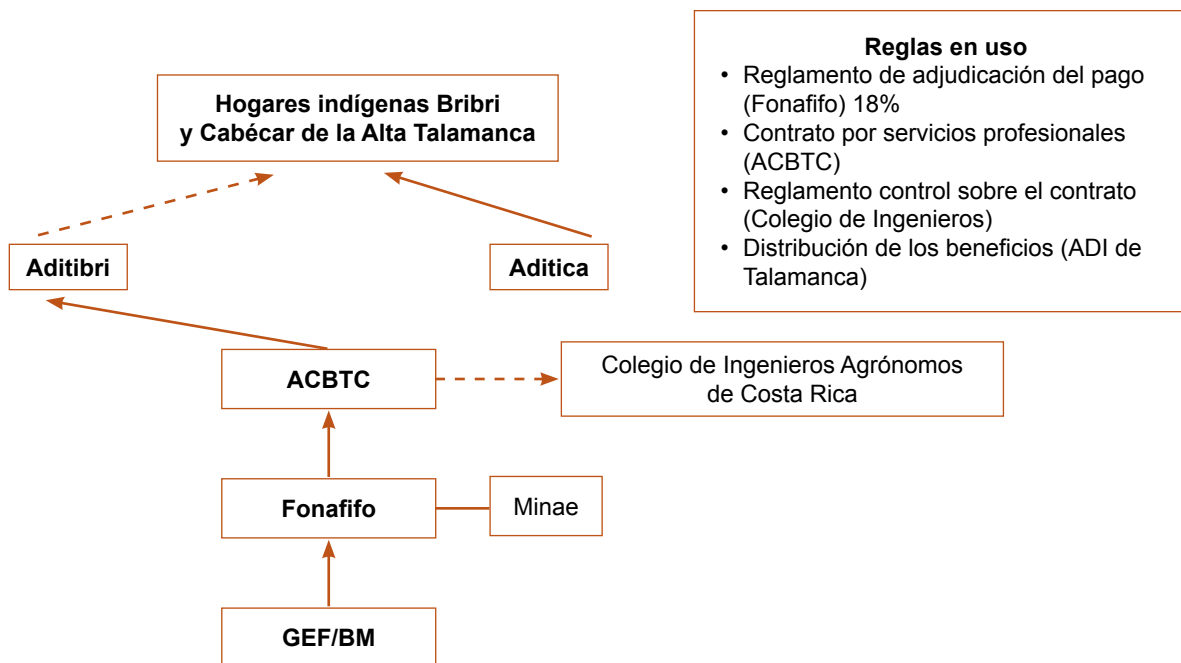 Hogares indígenas Bribri
y Cabécar de la Alta Talamanca
Reglas en uso
• Reglamento de adjudicación del pago
(Fonafifo) 18%
• Contrato por servicios profesionales
(ACBTC)
• Reglamento control sobre el contrato
(Colegio de Ingenieros)
• Distribución de los beneficios (ADI de
Talamanca)
Aditibri
Aditica
ACBTC
Colegio de Ingenieros Agrónomos
de Costa Rica
Fonafifo
Minae
GEF/BM